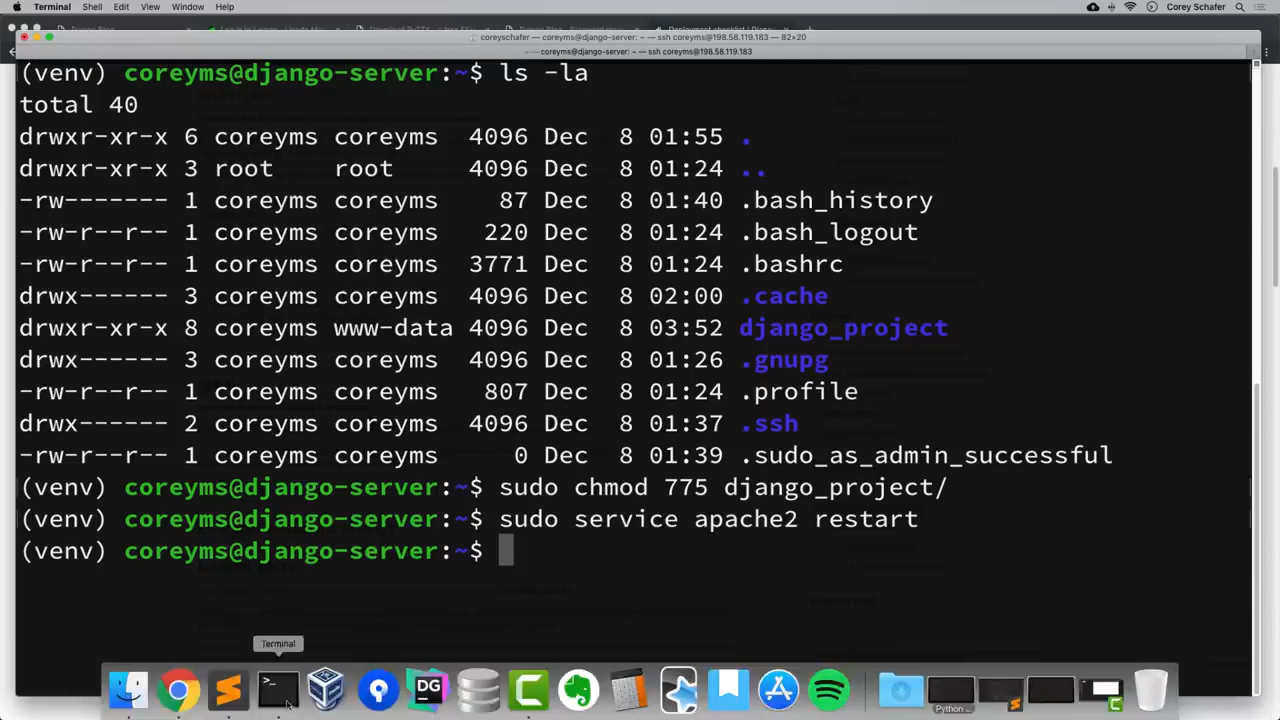 Terminal Shell Edit View Window Help Corey Schafer
coreyschafer — coreyms@django-server: ~ — ssh coreyms@198.58.119.183 — 82×20
coreyms@django-server: ~ — ssh coreyms@198.58.119.183
(venv) coreyms@django-server:~$ ls -la
total 40
drwxr-xr-x 6 coreyms coreyms 4096 Dec 8 01:55 .
drwxr-xr-x 3 root root 4096 Dec 8 01:24 ..
-rw------- 1 coreyms coreyms 87 Dec 8 01:40 .bash_history
-rw-r--r-- 1 coreyms coreyms 220 Dec 8 01:24 .bash_logout
-rw-r--r-- 1 coreyms coreyms 3771 Dec 8 01:24 .bashrc
drwx------ 3 coreyms coreyms 4096 Dec 8 02:00 .cache
drwxr-xr-x 8 coreyms www-data 4096 Dec 8 03:52 django_project
drwx------ 3 coreyms coreyms 4096 Dec 8 01:26 .gnupg
-rw-r--r-- 1 coreyms coreyms 807 Dec 8 01:24 .profile
drwx------ 2 coreyms coreyms 4096 Dec 8 01:37 .ssh
-rw-r--r-- 1 coreyms coreyms 0 Dec 8 01:39 .sudo_as_admin_successful
(venv) coreyms@django-server:~$ sudo chmod 775 django_project/
(venv) coreyms@django-server:~$ sudo service apache2 restart
(venv) coreyms@django-server:~$
Terminal
DG
Python ...